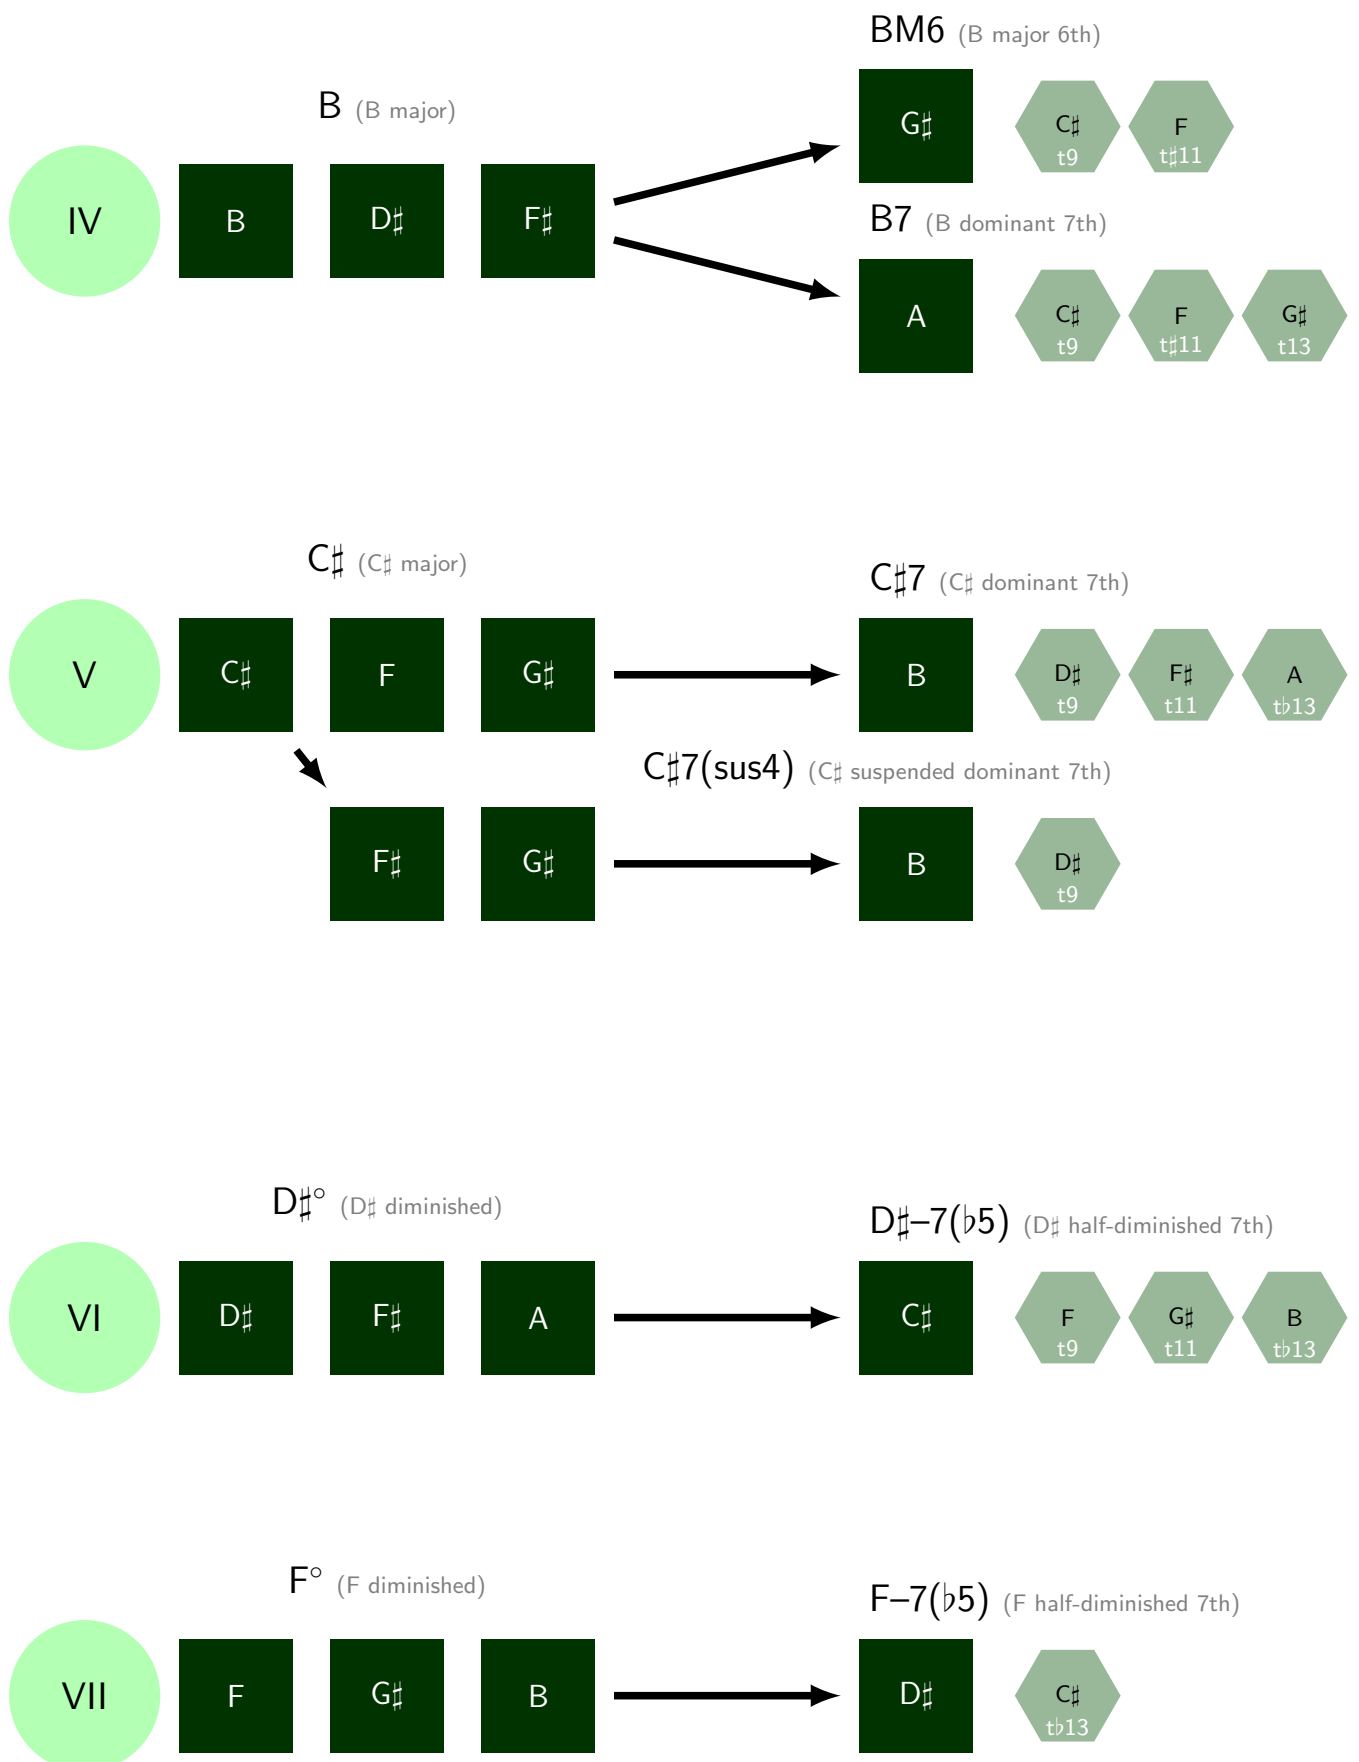 BM6 (B major 6th)
B (B major)
G♯ C♯ t9 F t♯11
IV B D♯ F♯
B7 (B dominant 7th)
A C♯ t9 F t♯11 G♯ t13
C♯ (C♯ major)
C♯7 (C♯ dominant 7th)
V C♯ F G♯ B D♯ t9 F♯ t11 A t♭13
C♯7(sus4) (C♯ suspended dominant 7th)
F♯ G♯ B D♯ t9
D♯° (D♯ diminished)
D♯–7(♭5) (D♯ half-diminished 7th)
VI D♯ F♯ A C♯ F t9 G♯ t11 B t♭13
F° (F diminished)
F–7(♭5) (F half-diminished 7th)
VII F G♯ B D♯ C♯ t♭13